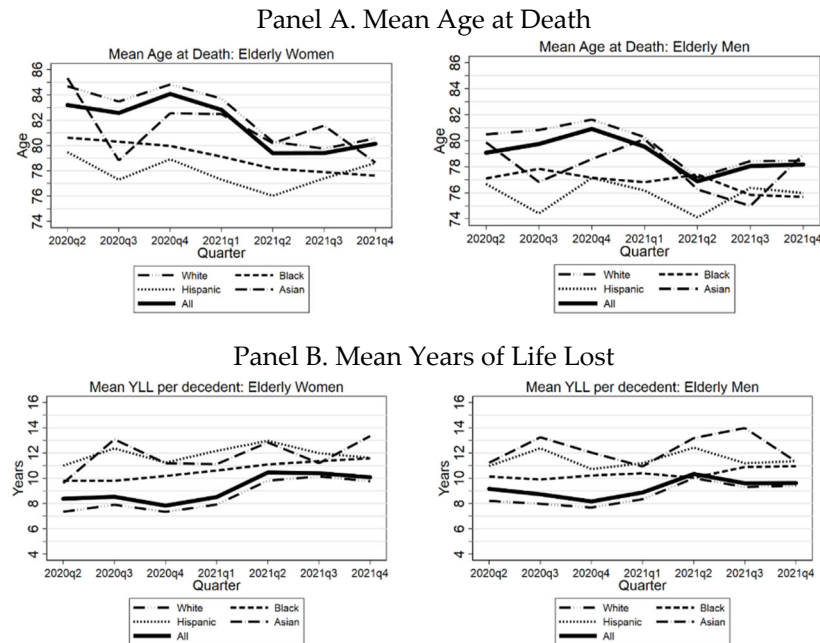 Panel A. Mean Age at Death
Mean Age at Death: Elderly Women
Age
86
84
82
80
78
76
74
2020q2 2020q3 2020q4 2021q1 2021q2 2021q3 2021q4
Quarter
White Black
Hispanic Asian
All
Mean Age at Death: Elderly Men
Age
86
84
82
80
78
76
74
2020q2 2020q3 2020q4 2021q1 2021q2 2021q3 2021q4
Quarter
White Black
Hispanic Asian
All
Panel B. Mean Years of Life Lost
Mean YLL per decedent: Elderly Women
Years
16
14
12
10
8
6
4
2020q2 2020q3 2020q4 2021q1 2021q2 2021q3 2021q4
Quarter
White Black
Hispanic Asian
All
Mean YLL per decedent: Elderly Men
Years
16
14
12
10
8
6
4
2020q2 2020q3 2020q4 2021q1 2021q2 2021q3 2021q4
Quarter
White Black
Hispanic Asian
All